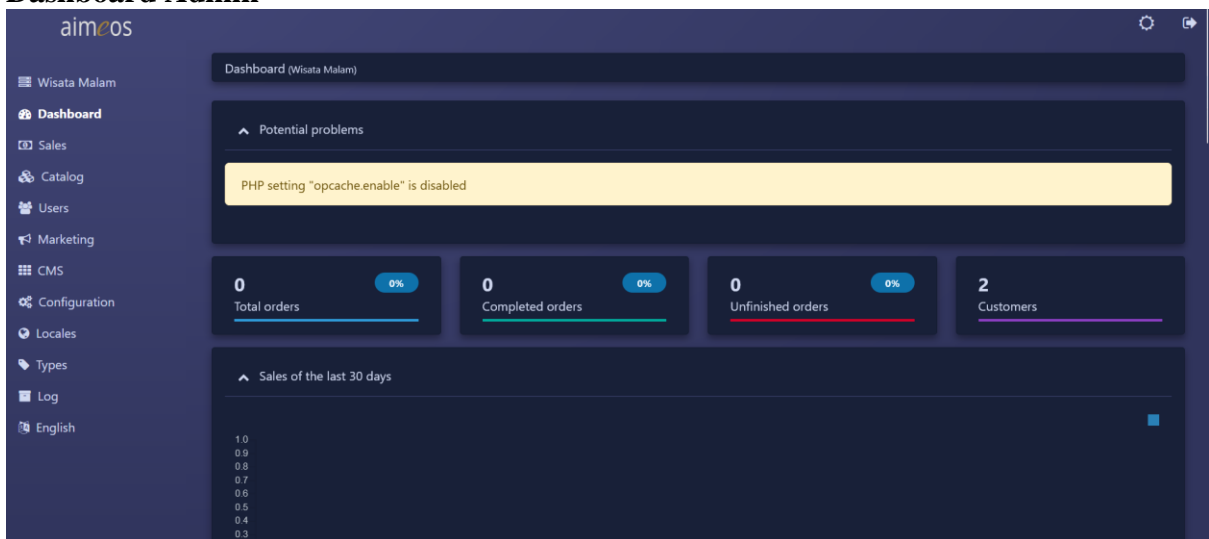 Dashboard Admin
aimeos
Wisata Malam
Dashboard
Sales
Catalog
Users
Marketing
CMS
Configuration
Locales
Types
Log
English
Dashboard (Wisata Malam)
Potential problems
PHP setting "opcache.enable" is disabled
0 0%
Total orders
0 0%
Completed orders
0 0%
Unfinished orders
2
Customers
Sales of the last 30 days
1.0
0.9
0.8
0.7
0.6
0.5
0.4
0.3